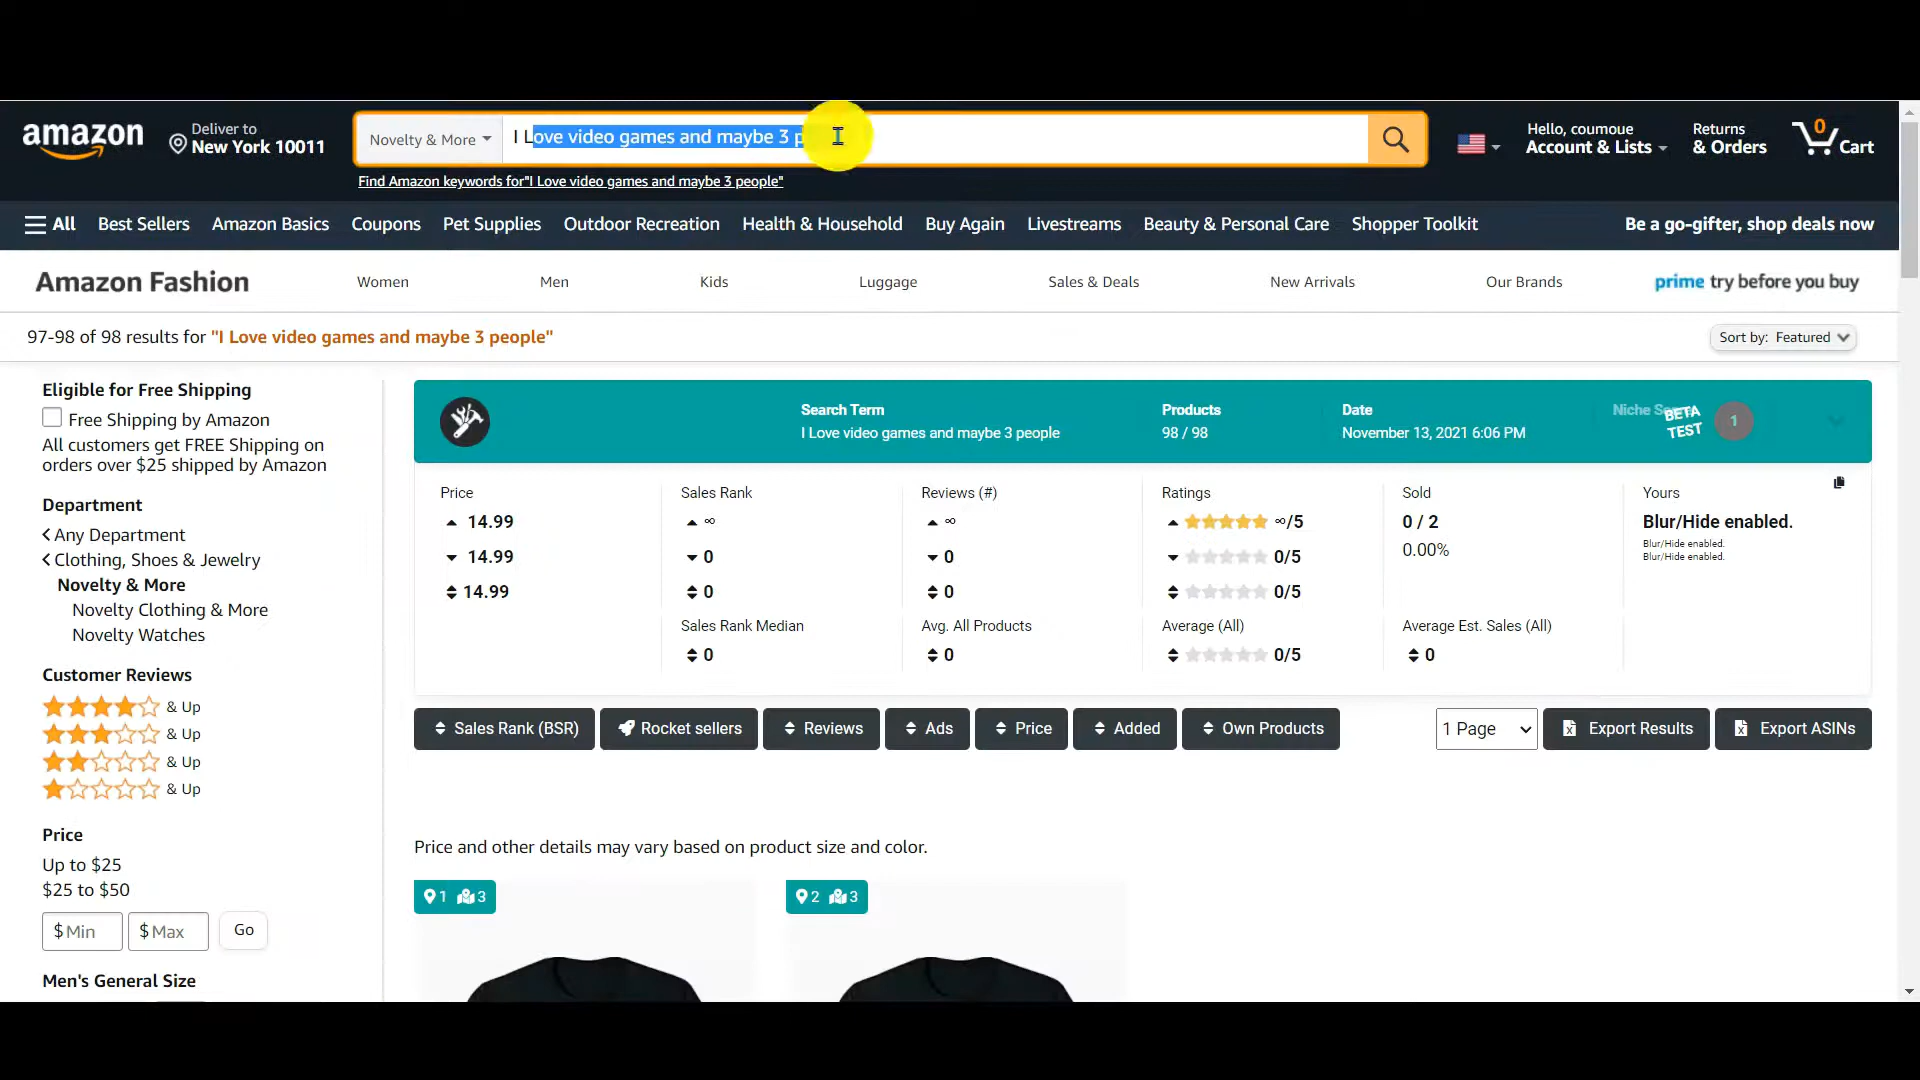 amazon
Deliver to
New York 10011
Novelty & More
I Love video games and maybe 3 p
Find Amazon keywords for"I Love video games and maybe 3 people"
Hello, coumoue
Account & Lists
Returns
& Orders
0
Cart
All
Best Sellers
Amazon Basics
Coupons
Pet Supplies
Outdoor Recreation
Health & Household
Buy Again
Livestreams
Beauty & Personal Care
Shopper Toolkit
Be a go-gifter, shop deals now
Amazon Fashion
Women
Men
Kids
Luggage
Sales & Deals
New Arrivals
Our Brands
prime try before you buy
97-98 of 98 results for "I Love video games and maybe 3 people"
Sort by: Featured
Eligible for Free Shipping
Free Shipping by Amazon
All customers get FREE Shipping on
orders over $25 shipped by Amazon
Department
Any Department
Clothing, Shoes & Jewelry
Novelty & More
Novelty Clothing & More
Novelty Watches
Customer Reviews
& Up
& Up
& Up
& Up
Price
Up to $25
$25 to $50
$ Min
$ Max
Go
Men's General Size
Search Term
I Love video games and maybe 3 people
Products
98 / 98
Date
November 13, 2021 6:06 PM
Niche
BETA
TEST
1
Price
14.99
14.99
14.99
Sales Rank
∞
0
0
Sales Rank Median
0
Reviews (#)
∞
0
0
Avg. All Products
0
Ratings
∞/5
0/5
0/5
Average (All)
0/5
Sold
0 / 2
0.00%
Average Est. Sales (All)
0
Yours
Blur/Hide enabled.
Blur/Hide enabled.
Blur/Hide enabled.
Sales Rank (BSR)
Rocket sellers
Reviews
Ads
Price
Added
Own Products
1 Page
Export Results
Export ASINs
Price and other details may vary based on product size and color.
1 3
2 3